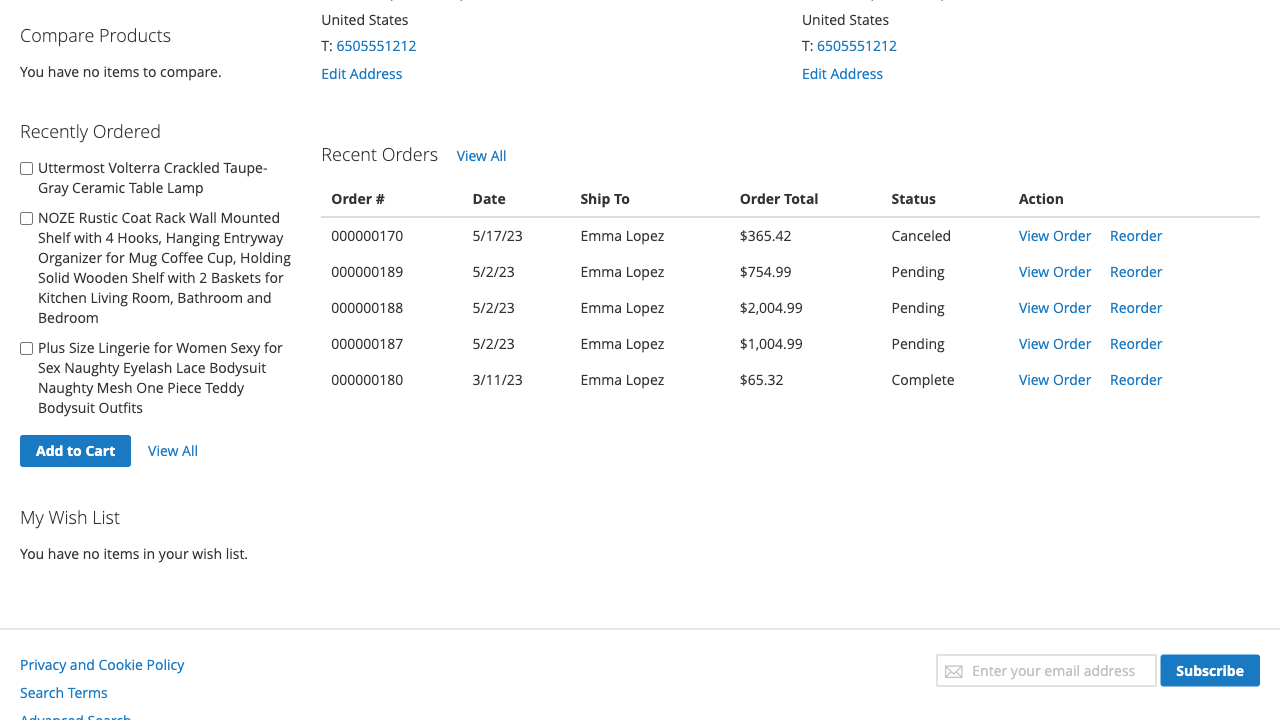 Compare Products
You have no items to compare.
Recently Ordered
Uttermost Volterra Crackled Taupe-
Gray Ceramic Table Lamp
NOZE Rustic Coat Rack Wall Mounted
Shelf with 4 Hooks, Hanging Entryway
Organizer for Mug Coffee Cup, Holding
Solid Wooden Shelf with 2 Baskets for
Kitchen Living Room, Bathroom and
Bedroom
Plus Size Lingerie for Women Sexy for
Sex Naughty Eyelash Lace Bodysuit
Naughty Mesh One Piece Teddy
Bodysuit Outfits
Add to Cart View All
My Wish List
You have no items in your wish list.
United States
T: 6505551212
Edit Address
United States
T: 6505551212
Edit Address
Recent Orders View All
Order # Date Ship To Order Total Status Action
000000170 5/17/23 Emma Lopez $365.42 Canceled View Order Reorder
000000189 5/2/23 Emma Lopez $754.99 Pending View Order Reorder
000000188 5/2/23 Emma Lopez $2,004.99 Pending View Order Reorder
000000187 5/2/23 Emma Lopez $1,004.99 Pending View Order Reorder
000000180 3/11/23 Emma Lopez $65.32 Complete View Order Reorder
Privacy and Cookie Policy
Search Terms
Advanced Search
Enter your email address Subscribe